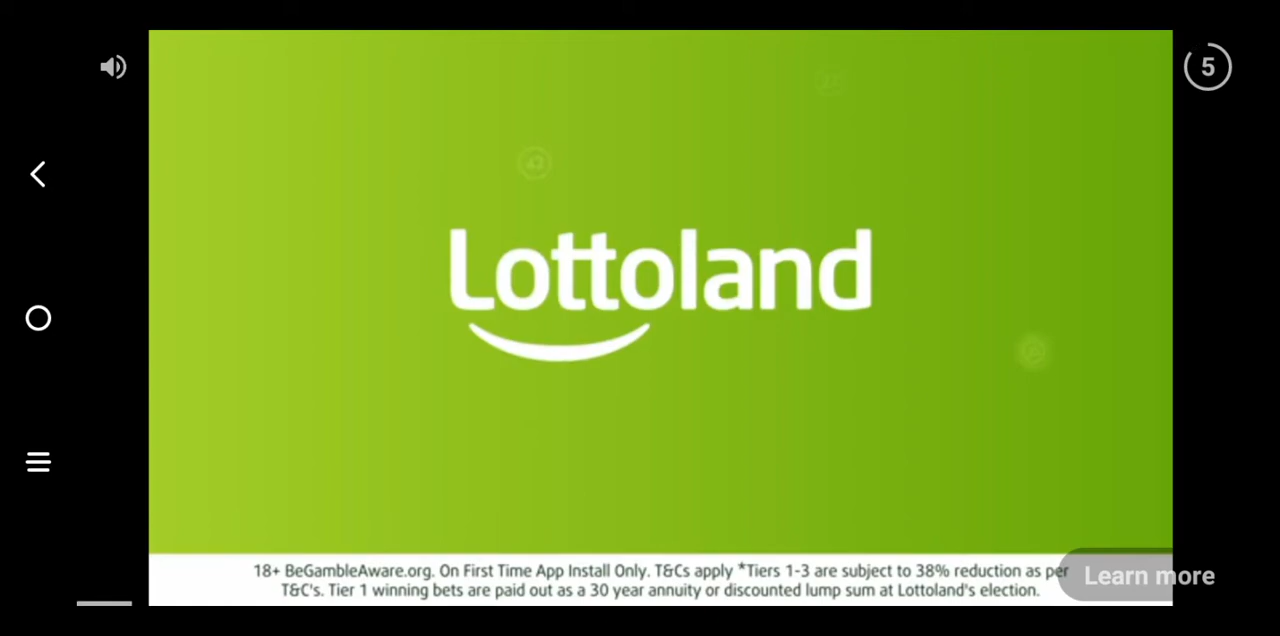 5
Lottoland
18+ BeGambleAware.org. On First Time App Install Only. T&Cs apply *Tiers 1-3 are subject to 38% reduction as per
T&C's. Tier 1 winning bets are paid out as a 30 year annuity or discounted lump sum at Lottoland's election.
Learn more